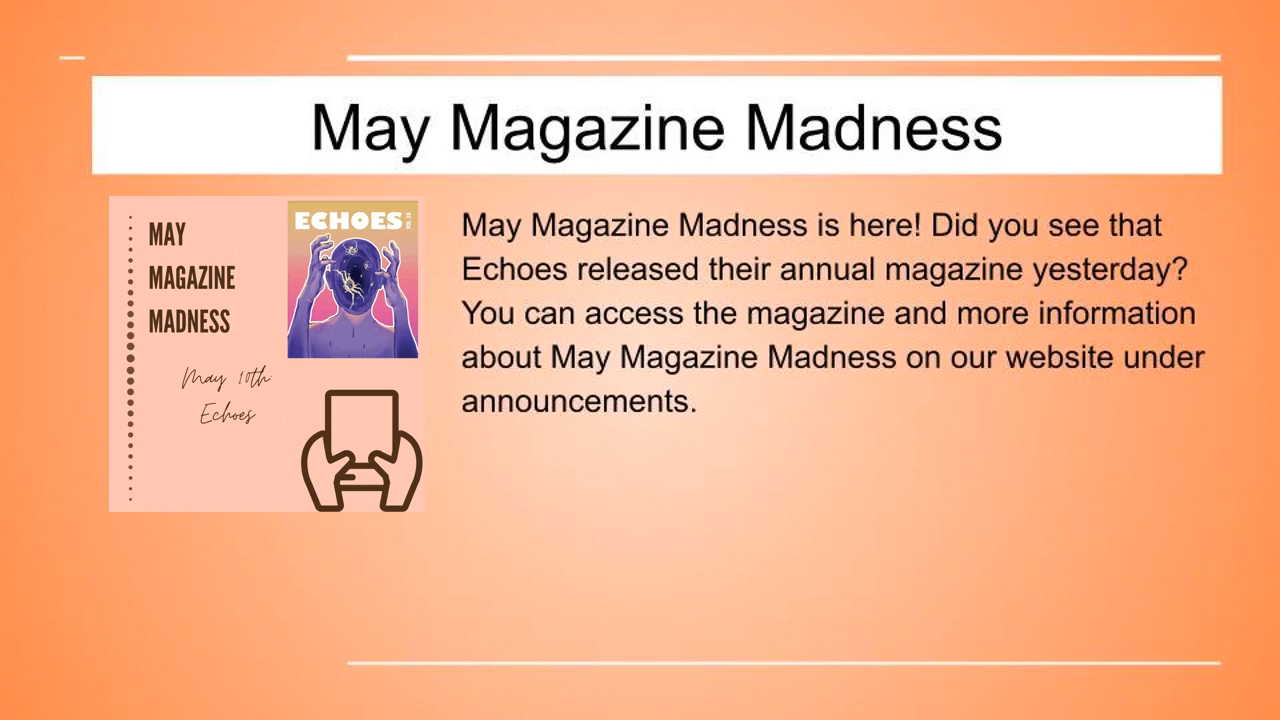 May Magazine Madness
MAY
MAGAZINE
MADNESS
May 10th
Echoes
ECHOES
May Magazine Madness is here! Did you see that
Echoes released their annual magazine yesterday?
You can access the magazine and more information
about May Magazine Madness on our website under
announcements.